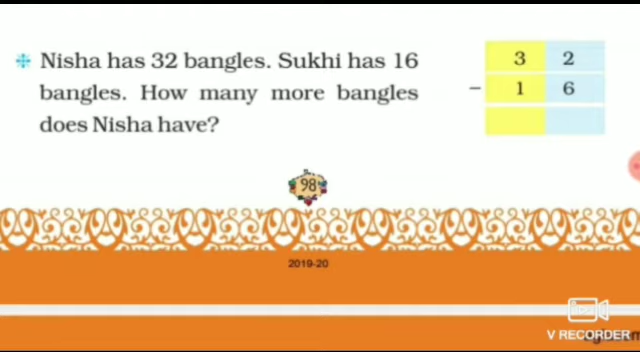 Nisha has 32 bangles. Sukhi has 16
bangles. How many more bangles
does Nisha have?
3 2
− 1 6
98
2019-20
V RECORDER